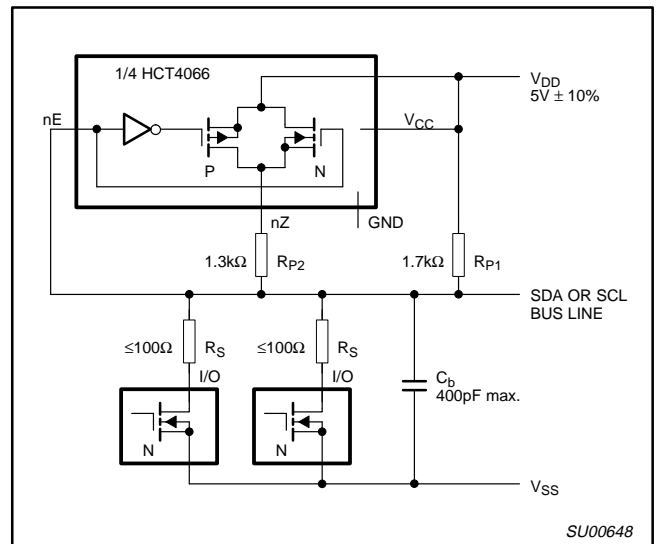 1/4 HCT4066
V_DD
5V ± 10%
nE
V_CC
P
N
GND
nZ
1.3kΩ
R_P2
1.7kΩ
R_P1
SDA OR SCL
BUS LINE
≤100Ω
R_S
≤100Ω
R_S
I/O
I/O
C_b
400pF max.
N
N
V_SS
SU00648